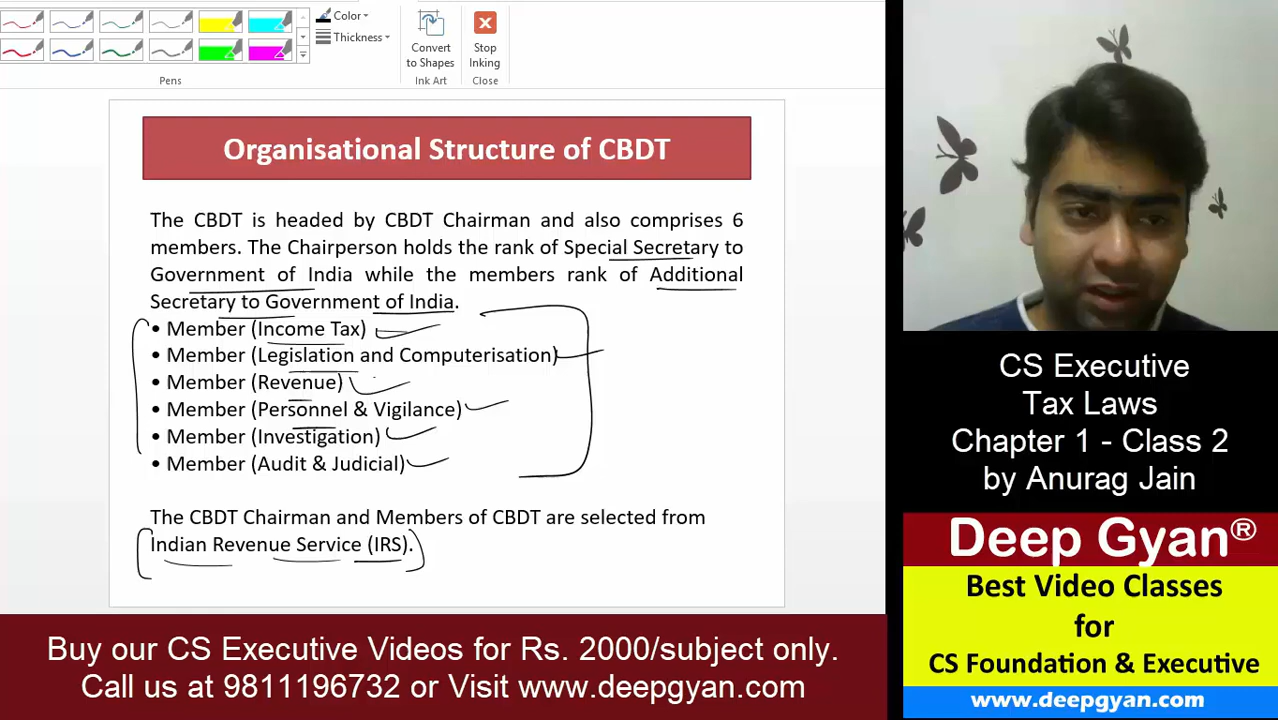 Color
Thickness
Convert
to Shapes
Stop
Inking
Pens
Ink Art
Close
Organisational Structure of CBDT
The CBDT is headed by CBDT Chairman and also comprises 6
members. The Chairperson holds the rank of Special Secretary to
Government of India while the members rank of Additional
Secretary to Government of India.
• Member (Income Tax)
• Member (Legislation and Computerisation)
• Member (Revenue)
• Member (Personnel & Vigilance)
• Member (Investigation)
• Member (Audit & Judicial)
The CBDT Chairman and Members of CBDT are selected from
Indian Revenue Service (IRS).
CS Executive
Tax Laws
Chapter 1 - Class 2
by Anurag Jain
Deep Gyan®
Best Video Classes
for
CS Foundation & Executive
www.deepgyan.com
Buy our CS Executive Videos for Rs. 2000/subject only.
Call us at 9811196732 or Visit www.deepgyan.com